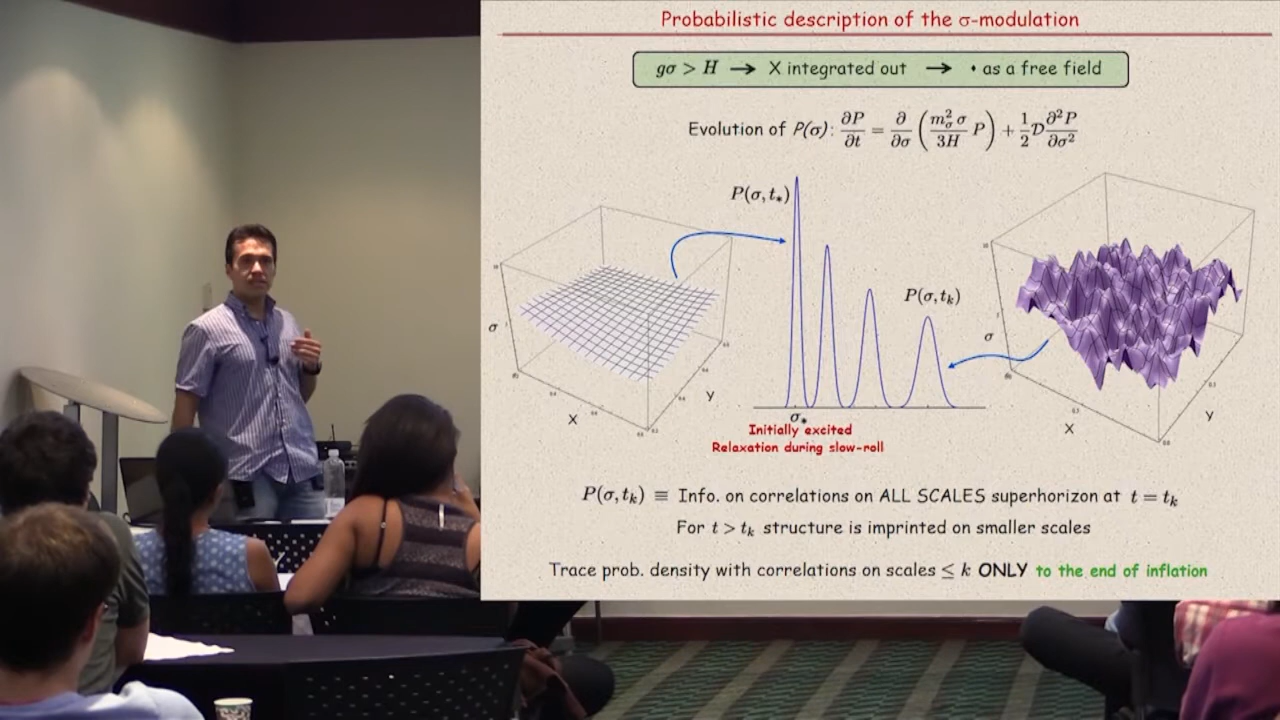 Probabilistic description of the σ-modulation
gσ > H → X integrated out → • as a free field
Evolution of P(σ): ∂P/∂t = ∂/∂σ (m²_σ σ/3H P) + 1/2 𝒟 ∂²P/∂σ²
P(σ, t_*)
P(σ, t_k)
σ
X
Y
σ
X
Y
σ_*
Initially excited
Relaxation during slow-roll
P(σ, t_k) ≡ Info. on correlations on ALL SCALES superhorizon at t = t_k
For t > t_k structure is imprinted on smaller scales
Trace prob. density with correlations on scales ≤ k ONLY to the end of inflation